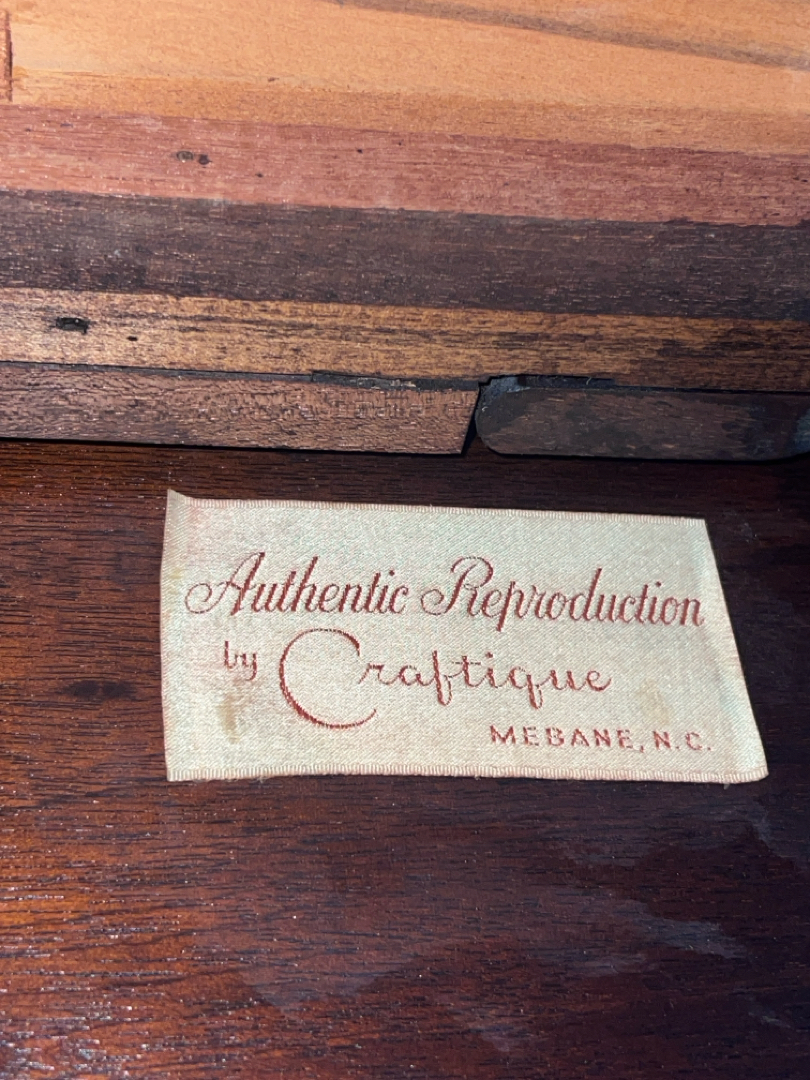 Authentic Reproduction
by Craftique
MEBANE, N.C.